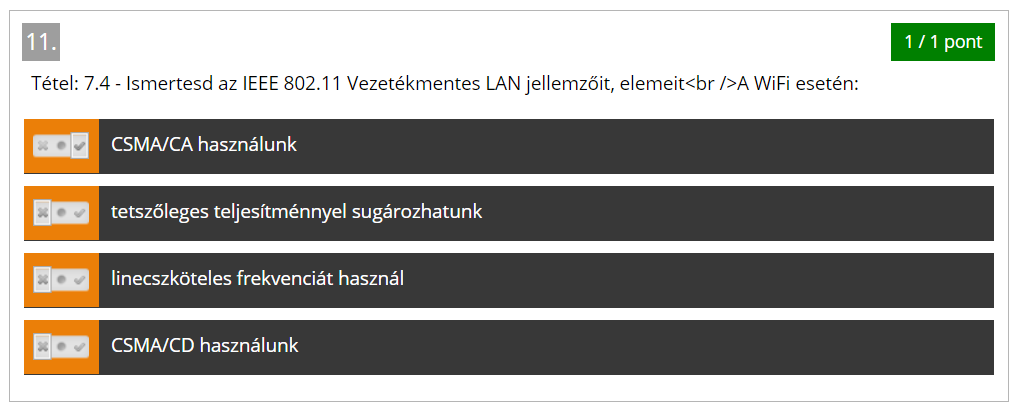 11.
1 / 1 pont
Tétel: 7.4 - Ismertesd az IEEE 802.11 Vezetékmentes LAN jellemzőit, elemeit<br />A WiFi esetén:
CSMA/CA használunk
tetszőleges teljesítménnyel sugározhatunk
linecszköteles frekvenciát használ
CSMA/CD használunk